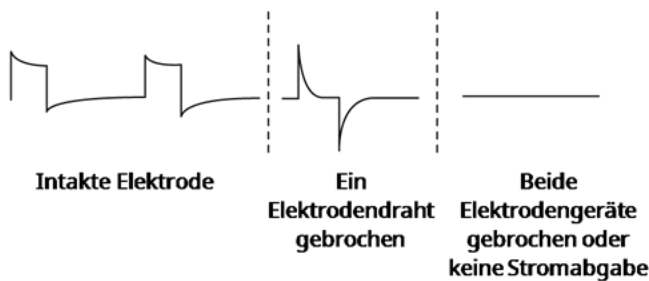 Intakte Elektrode
Ein
Elektrodendraht
gebrochen
Beide
Elektrodengeräte
gebrochen oder
keine Stromabgabe